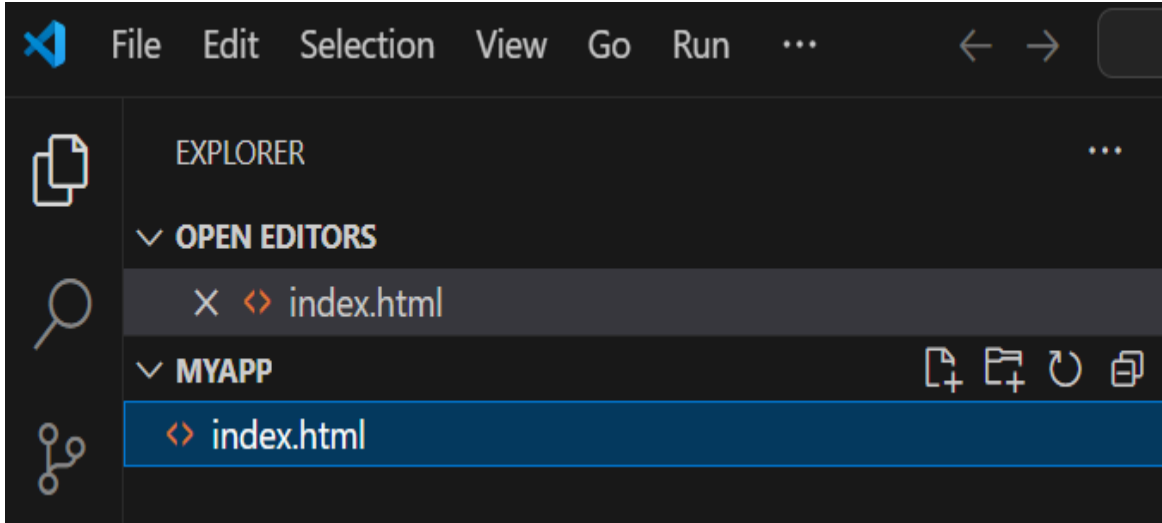 File Edit Selection View Go Run ...
EXPLORER ...
OPEN EDITORS
index.html
MYAPP
index.html